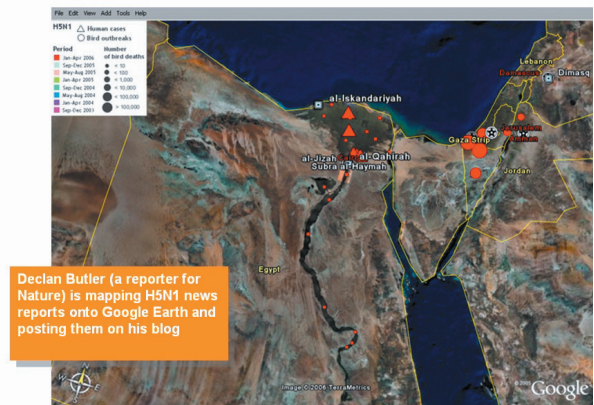 File Edit View Add Tools Help
H5N1
Human cases
Bird outbreaks
Period
Number of bird deaths
Jan-Apr 2006
Sep-Dec 2005
May-Aug 2005
Jan-Apr 2005
Sep-Dec 2004
May-Aug 2004
Jan-Apr 2004
Sep-Dec 2003
< 10
< 100
< 1,000
< 10,000
< 100,000
> 100,000
Lebanon
Damascus
Dimasq
al-Iskandariyah
Gaza Strip
Jerusalem
Amman
al-Jizah
al-Qahirah
Subra al-Haymah
Jordan
Egypt
Declan Butler (a reporter for
Nature) is mapping H5N1 news
reports onto Google Earth and
posting them on his blog
N
E
S
Image © 2006 TerraMetrics
© 2005
Google